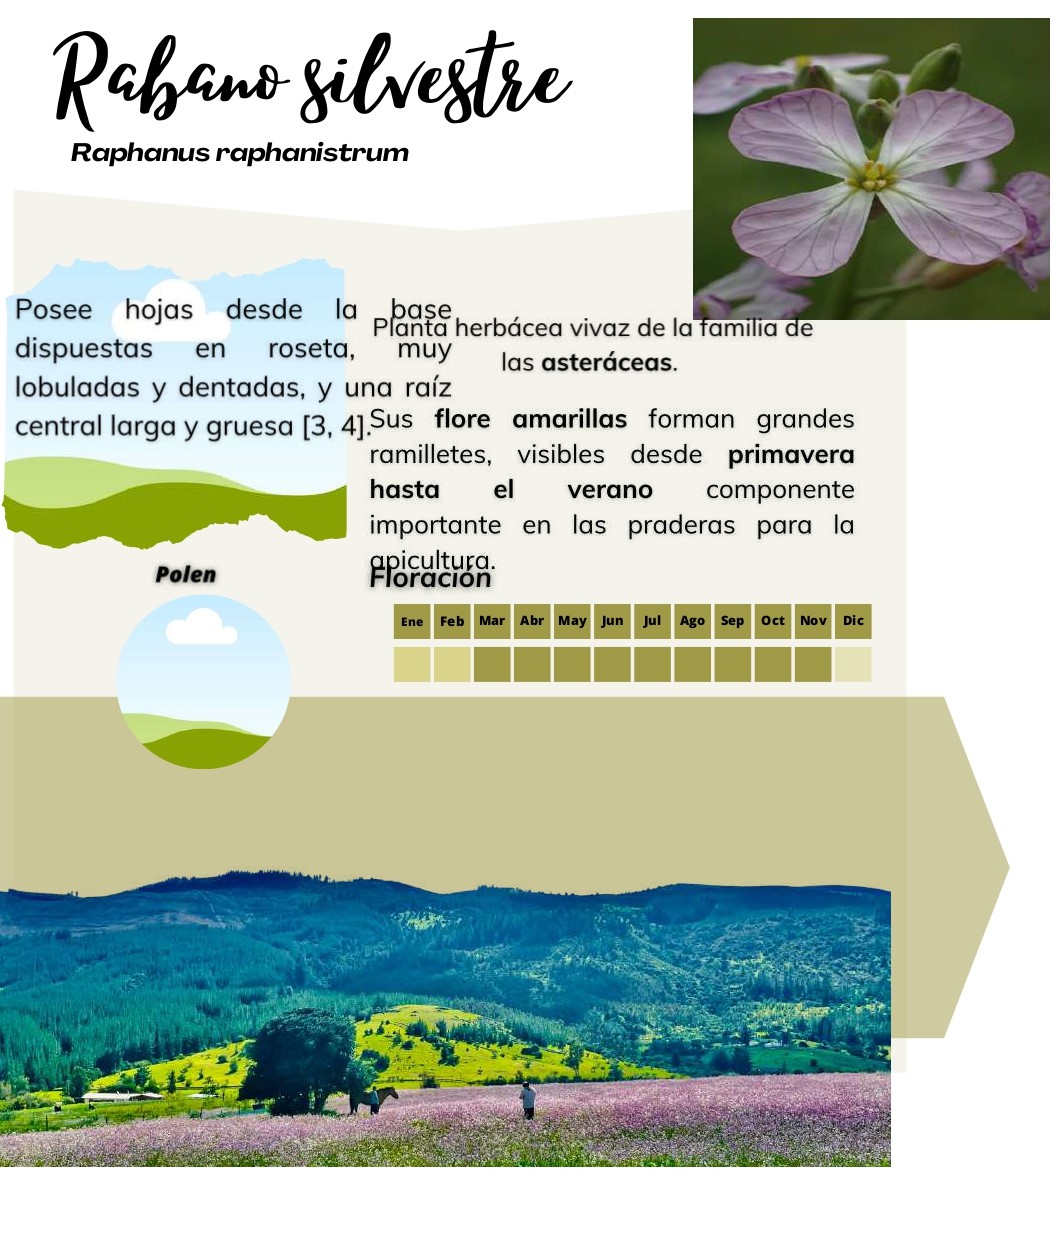 Rabano silvestre
Raphanus raphanistrum
Posee hojas desde la base
dispuestas en roseta, muy
lobuladas y dentadas, y una raíz
central larga y gruesa [3, 4].
Planta herbácea vivaz de la familia de
las asteráceas.
Sus flore amarillas forman grandes
ramilletes, visibles desde primavera
hasta el verano componente
importante en las praderas para la
apicultura.
Polen
Floración
Ene Feb Mar Abr May Jun Jul Ago Sep Oct Nov Dic